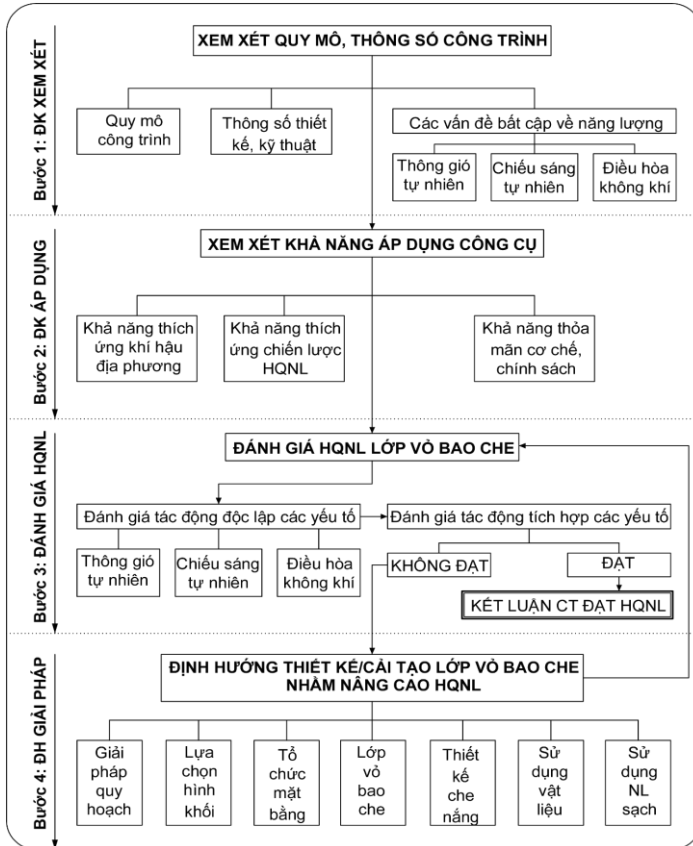 Bước 1: ĐK XEM XÉT
XEM XÉT QUY MÔ, THÔNG SỐ CÔNG TRÌNH
Quy mô
công trình
Thông số thiết
kế, kỹ thuật
Các vấn đề bất cập về năng lượng
Thông gió
tự nhiên
Chiếu sáng
tự nhiên
Điều hòa
không khí
Bước 2: ĐK ÁP DỤNG
XEM XÉT KHẢ NĂNG ÁP DỤNG CÔNG CỤ
Khả năng thích
ứng khí hậu
địa phương
Khả năng thích
ứng chiến lược
HQNL
Khả năng thỏa
mãn cơ chế,
chính sách
Bước 3: ĐÁNH GIÁ HQNL
ĐÁNH GIÁ HQNL LỚP VỎ BAO CHE
Đánh giá tác động độc lập các yếu tố
Đánh giá tác động tích hợp các yếu tố
Thông gió
tự nhiên
Chiếu sáng
tự nhiên
Điều hòa
không khí
KHÔNG ĐẠT
ĐẠT
KẾT LUẬN CT ĐẠT HQNL
Bước 4: ĐH GIẢI PHÁP
ĐỊNH HƯỚNG THIẾT KẾ/CẢI TẠO LỚP VỎ BAO CHE
NHẰM NÂNG CAO HQNL
Giải
pháp
quy
hoạch
Lựa
chọn
hình
khối
Tổ
chức
mặt
bằng
Lớp
vỏ
bao
che
Thiết
kế
che
nắng
Sử
dụng
vật
liệu
Sử
dụng
NL
sạch